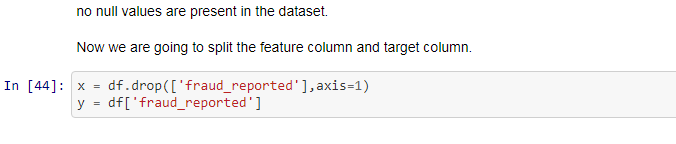 no null values are present in the dataset.
Now we are going to split the feature column and target column.
In [44]: x = df.drop(['fraud_reported'],axis=1)
y = df['fraud_reported']